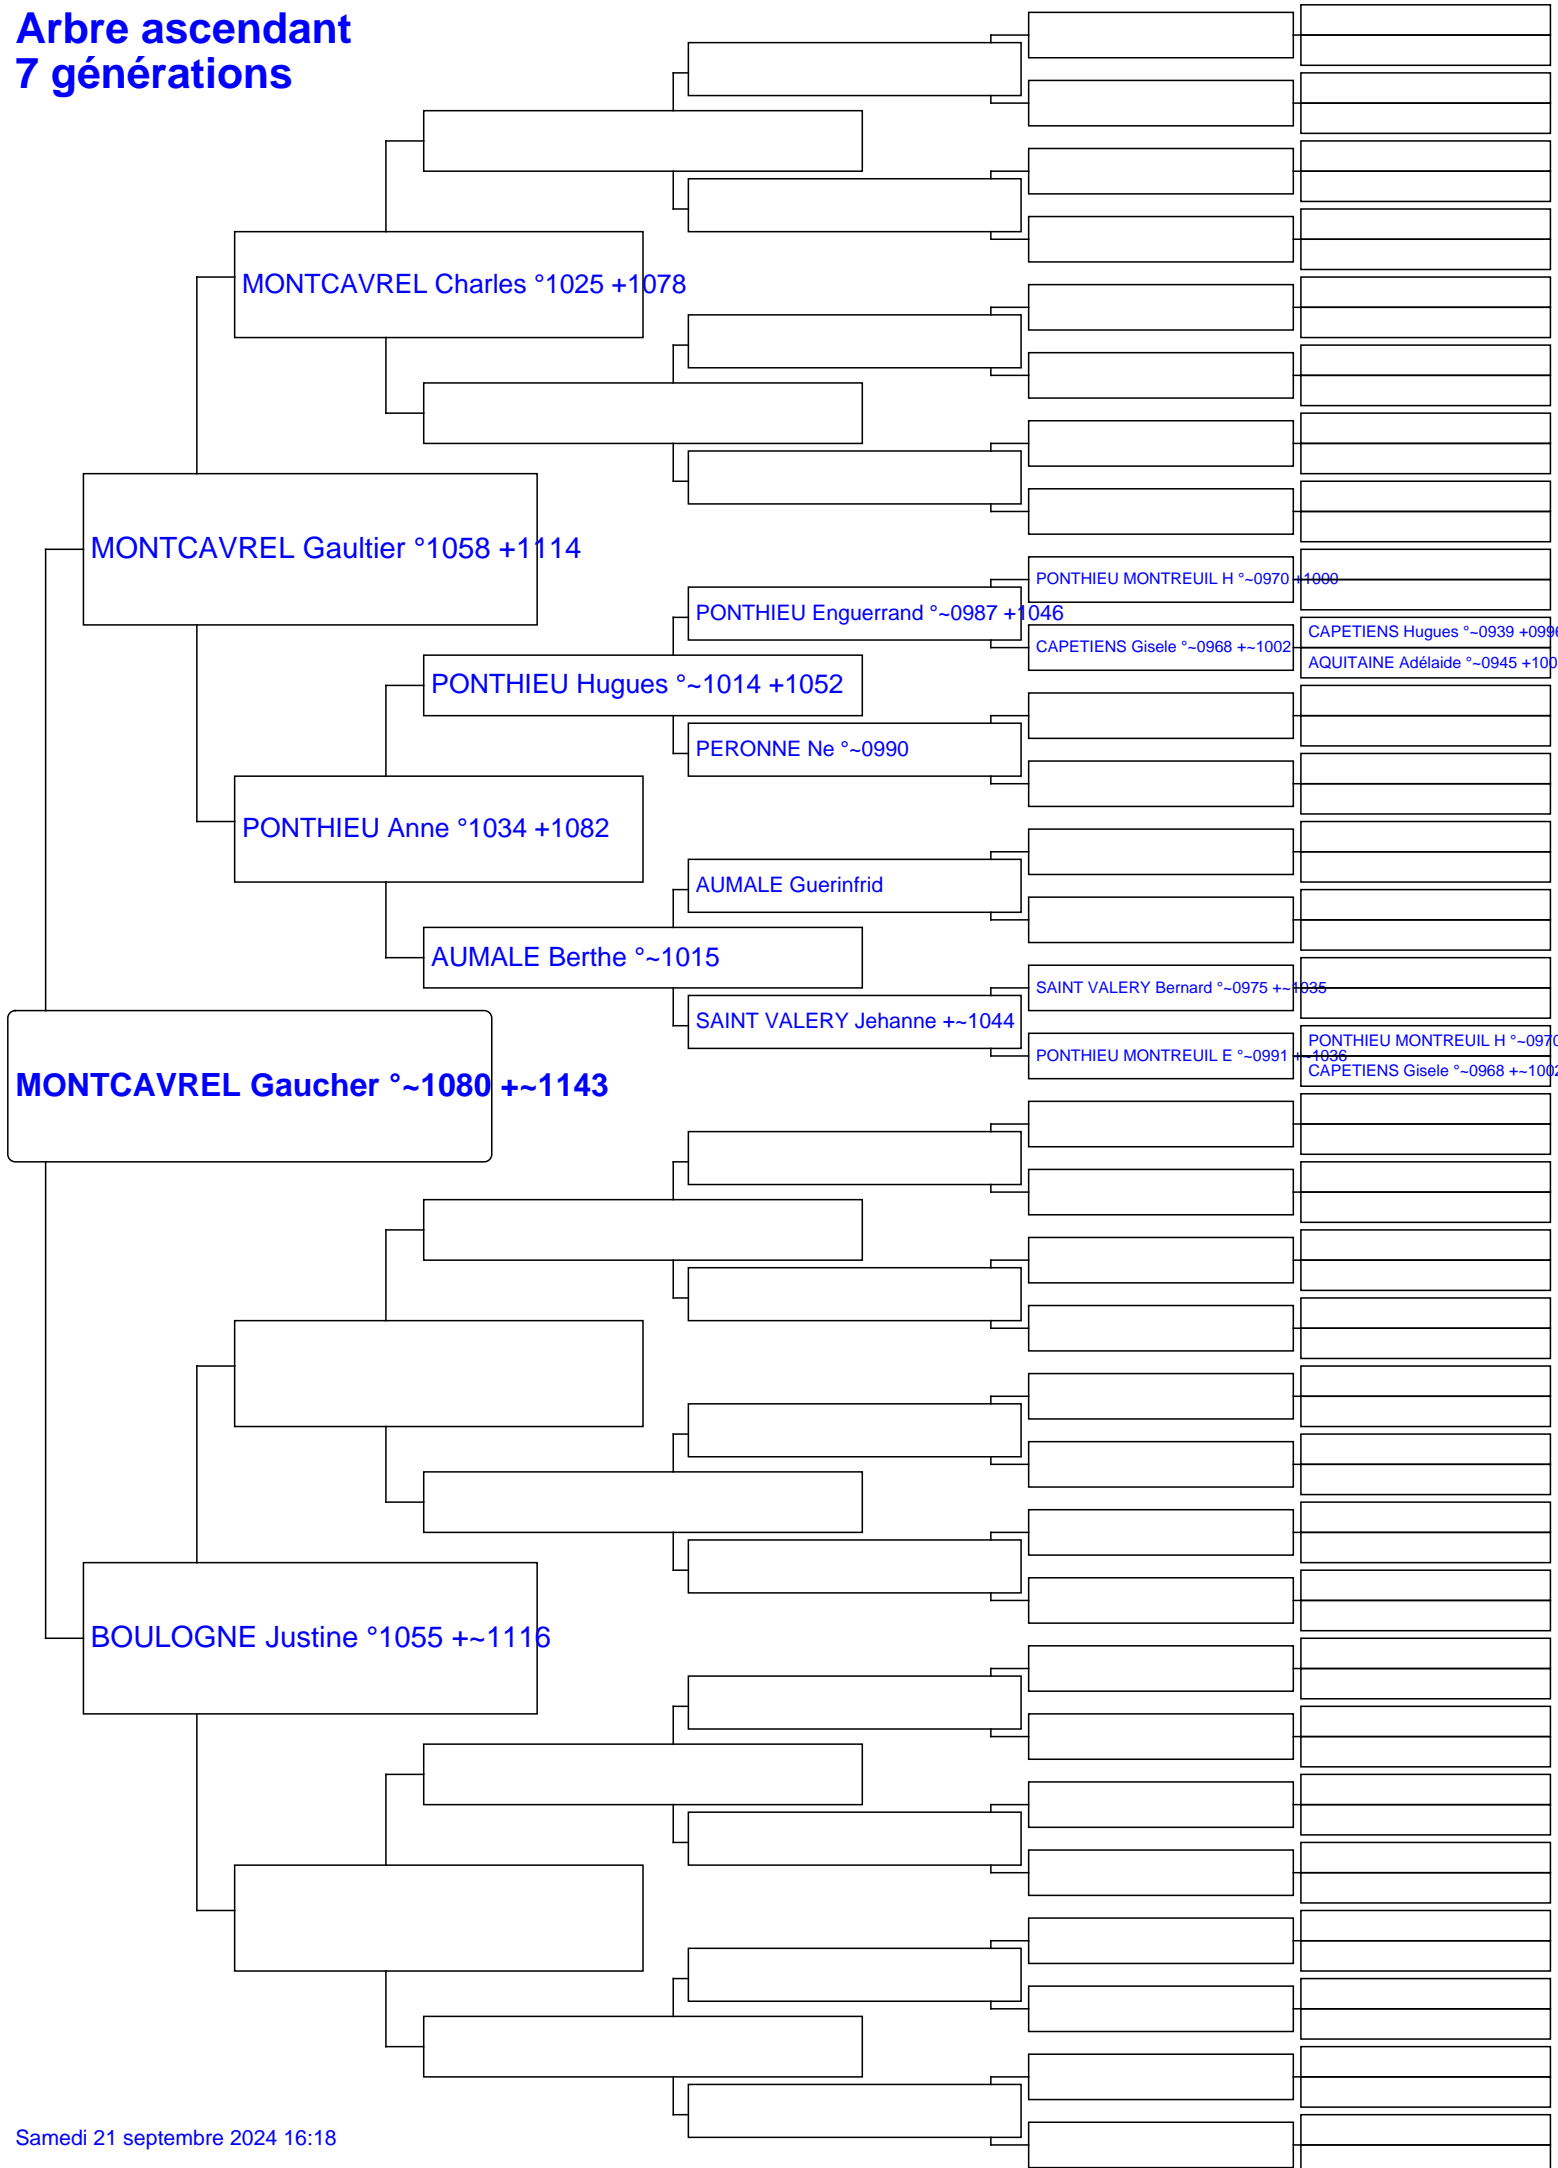 Arbre ascendant
7 générations
MONTCAVREL Charles °1025 +1078
MONTCAVREL Gaultier °1058 +1114
PONTHIEU MONTREUIL H °~0970 +1000
PONTHIEU Enguerrand °~0987 +1046
CAPETIENS Hugues °~0939 +0996
CAPETIENS Gisele °~0968 +~1002
AQUITAINE Adélaide °~0945 +100
PONTHIEU Hugues °~1014 +1052
PERONNE Ne °~0990
PONTHIEU Anne °1034 +1082
AUMALE Guerinfrid
AUMALE Berthe °~1015
SAINT VALERY Bernard °~0975 +~1035
SAINT VALERY Jehanne +~1044
PONTHIEU MONTREUIL H °~0970
PONTHIEU MONTREUIL E °~0991 +~1036
CAPETIENS Gisele °~0968 +~1002
MONTCAVREL Gaucher °~1080 +~1143
BOULOGNE Justine °1055 +~1116
Samedi 21 septembre 2024 16:18